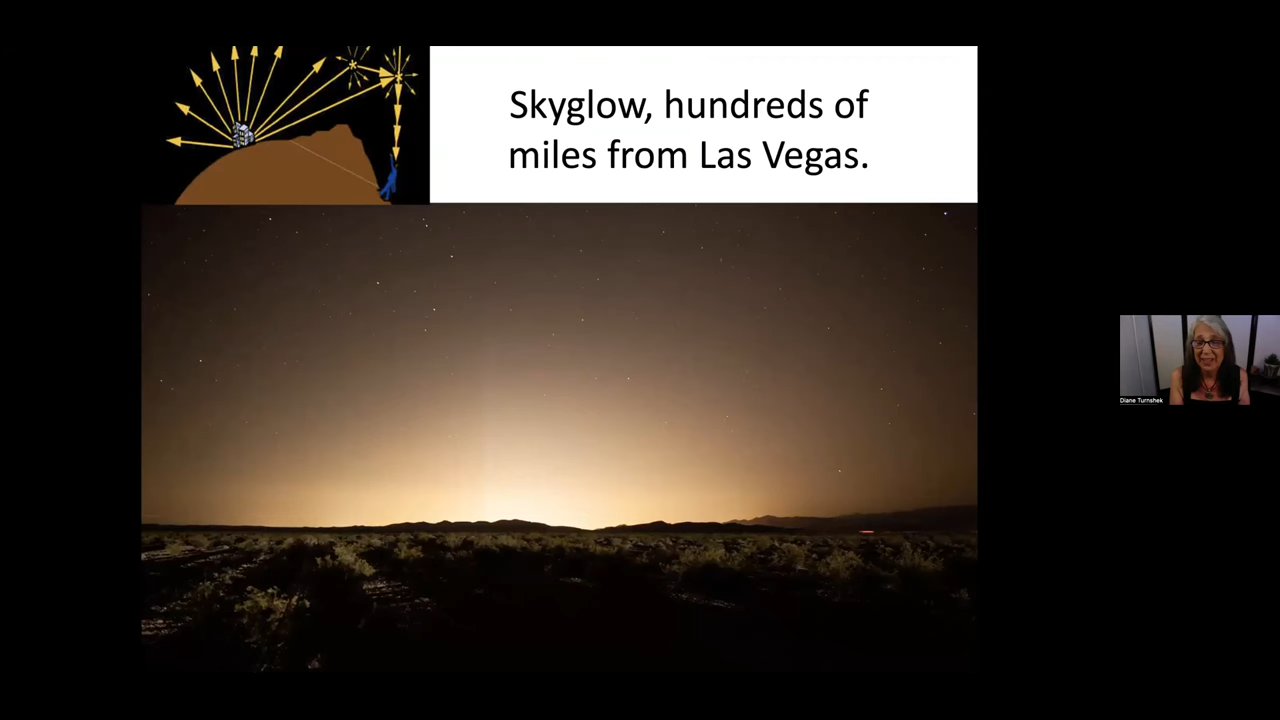 Skyglow, hundreds of
miles from Las Vegas.
Diane Turnshek